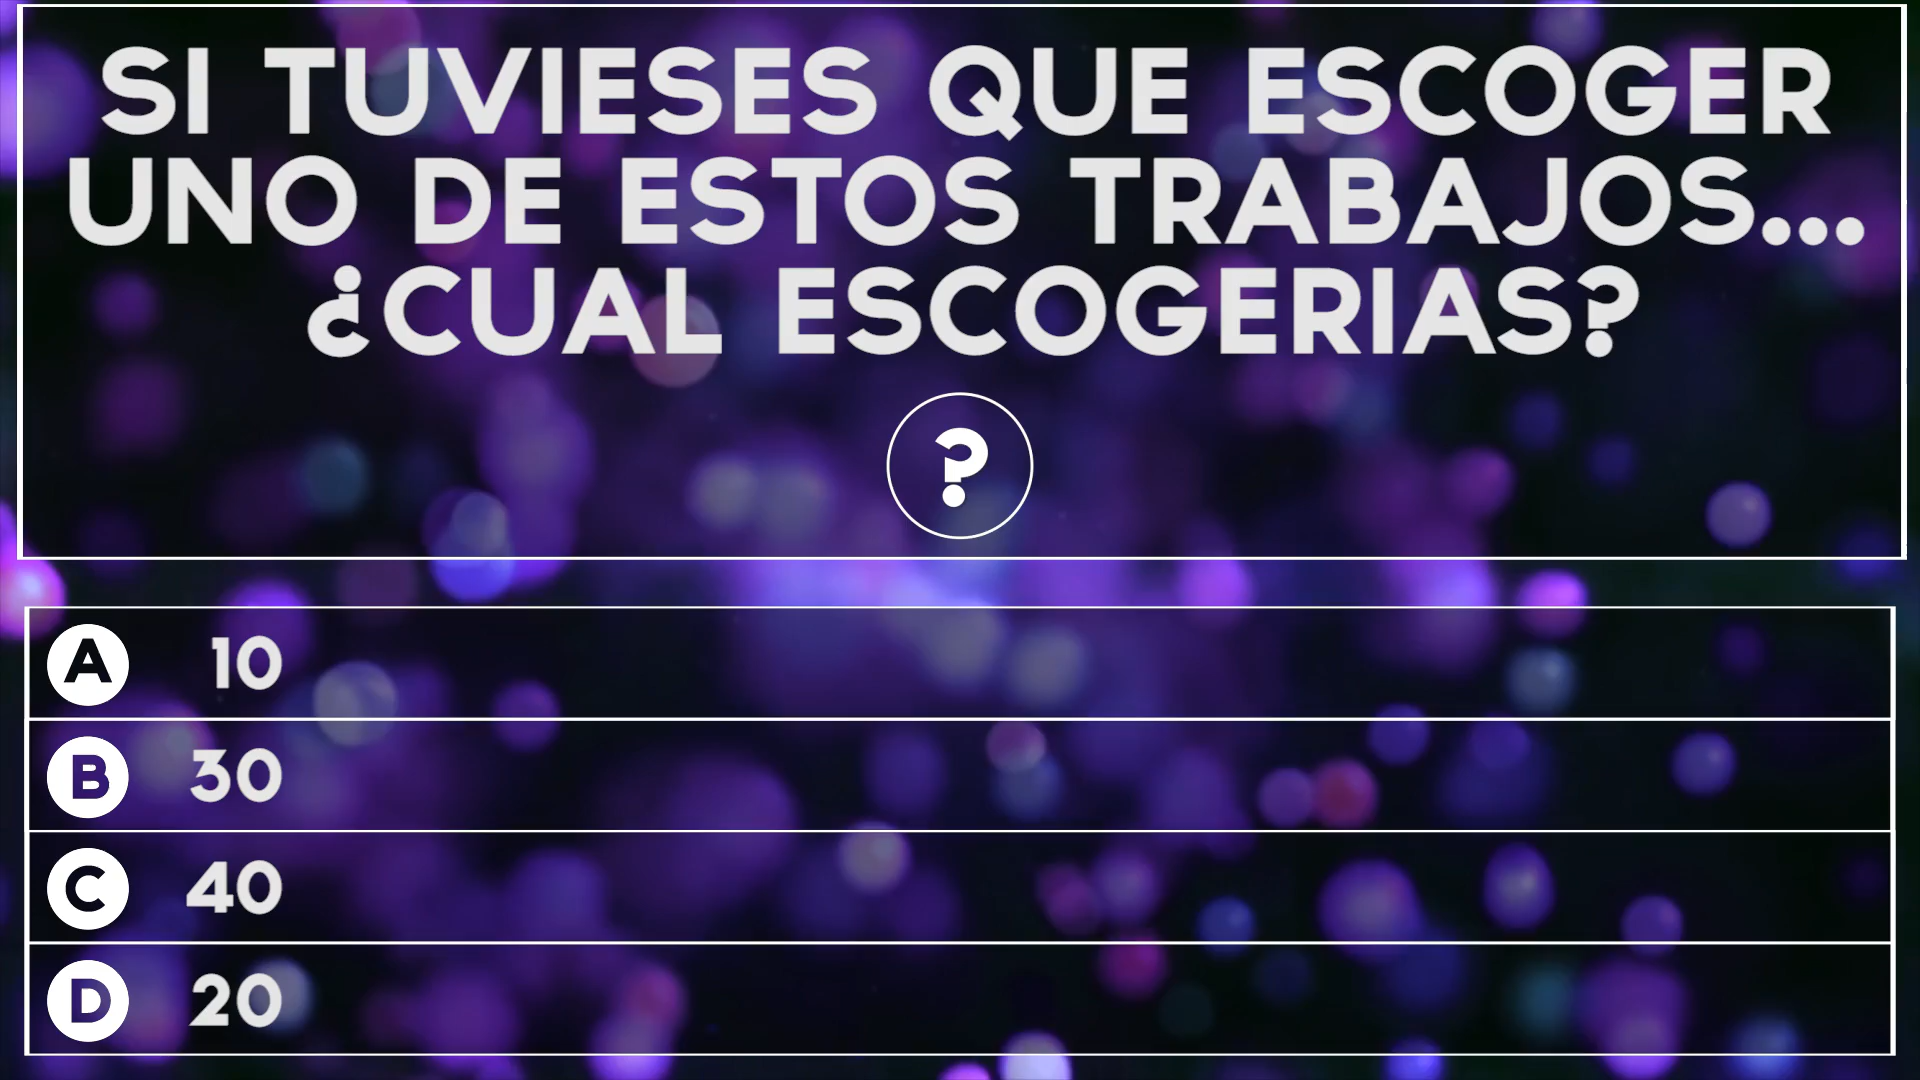 SI TUVIESES QUE ESCOGER
UNO DE ESTOS TRABAJOS...
¿CUAL ESCOGERIAS?
?
A 10
B 30
C 40
D 20